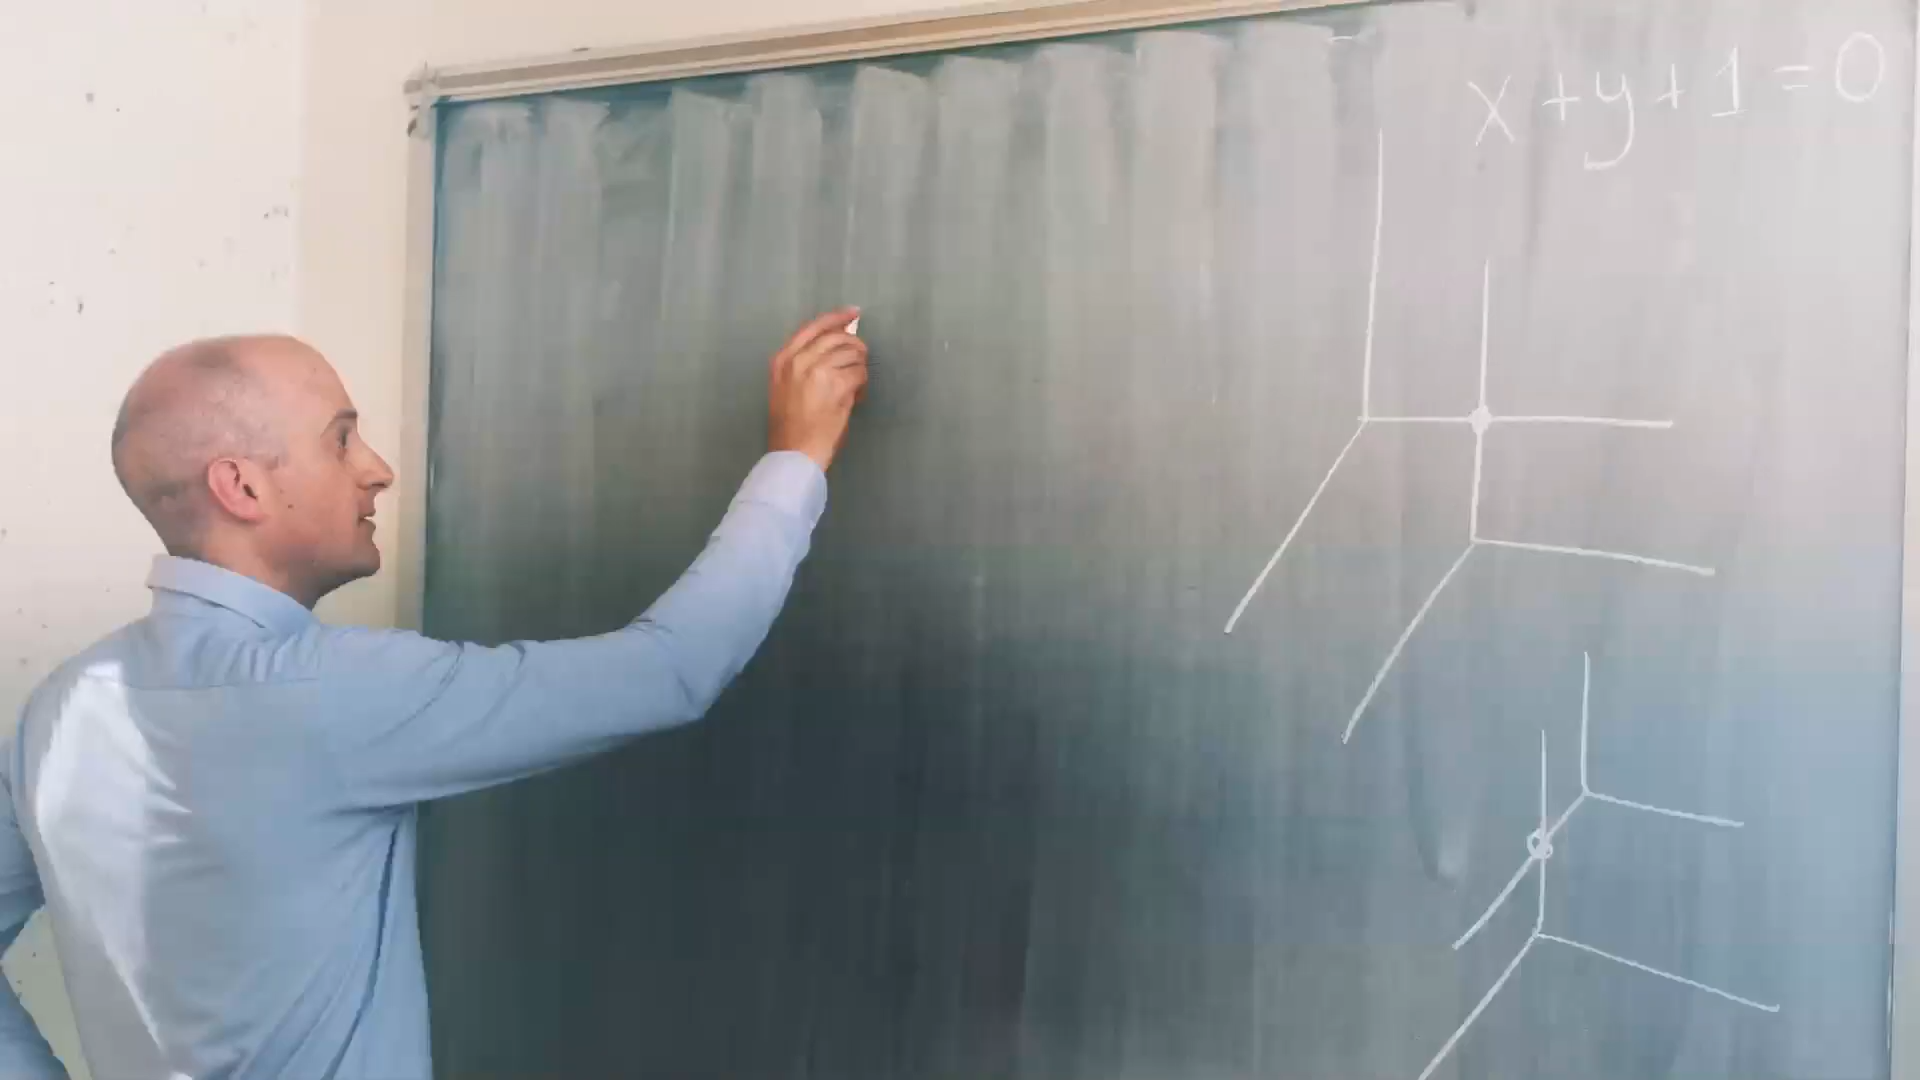 x + y + 1 = 0